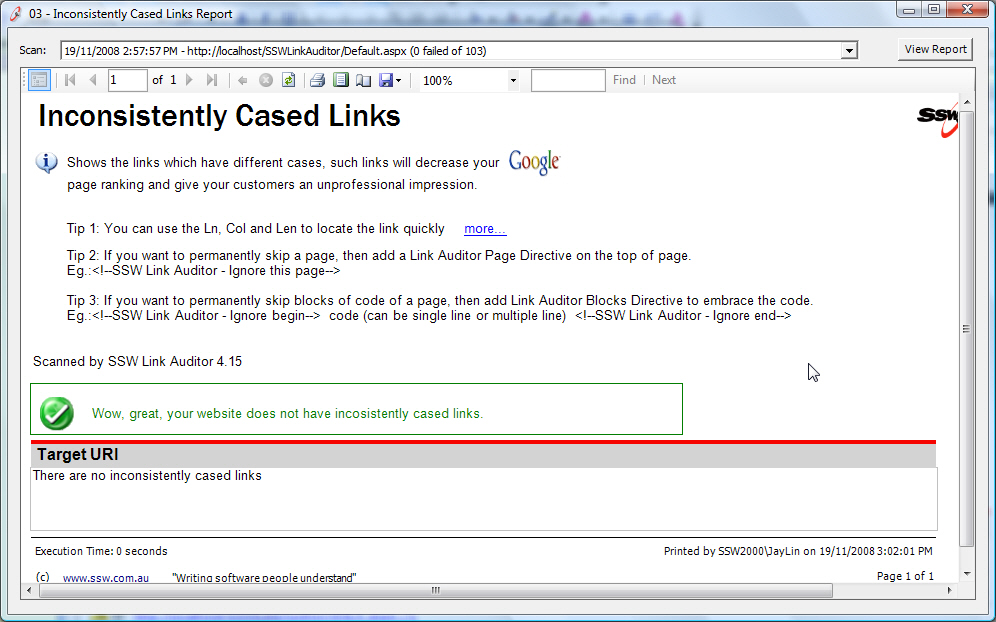 03 - Inconsistently Cased Links Report
Scan: 19/11/2008 2:57:57 PM - http://localhost/SSWLinkAuditor/Default.aspx (0 failed of 103) View Report
1 of 1 100% Find | Next
Inconsistently Cased Links
SSW
Shows the links which have different cases, such links will decrease your Google
page ranking and give your customers an unprofessional impression.
Tip 1: You can use the Ln, Col and Len to locate the link quickly more...
Tip 2: If you want to permanently skip a page, then add a Link Auditor Page Directive on the top of page.
Eg.:<!--SSW Link Auditor - Ignore this page-->
Tip 3: If you want to permanently skip blocks of code of a page, then add Link Auditor Blocks Directive to embrace the code.
Eg.:<!--SSW Link Auditor - Ignore begin--> code (can be single line or multiple line) <!--SSW Link Auditor - Ignore end-->
Scanned by SSW Link Auditor 4.15
Wow, great, your website does not have incosistently cased links.
Target URI
There are no inconsistently cased links
Execution Time: 0 seconds Printed by SSW2000\JayLin on 19/11/2008 3:02:01 PM
(c) www.ssw.com.au "Writing software people understand" Page 1 of 1